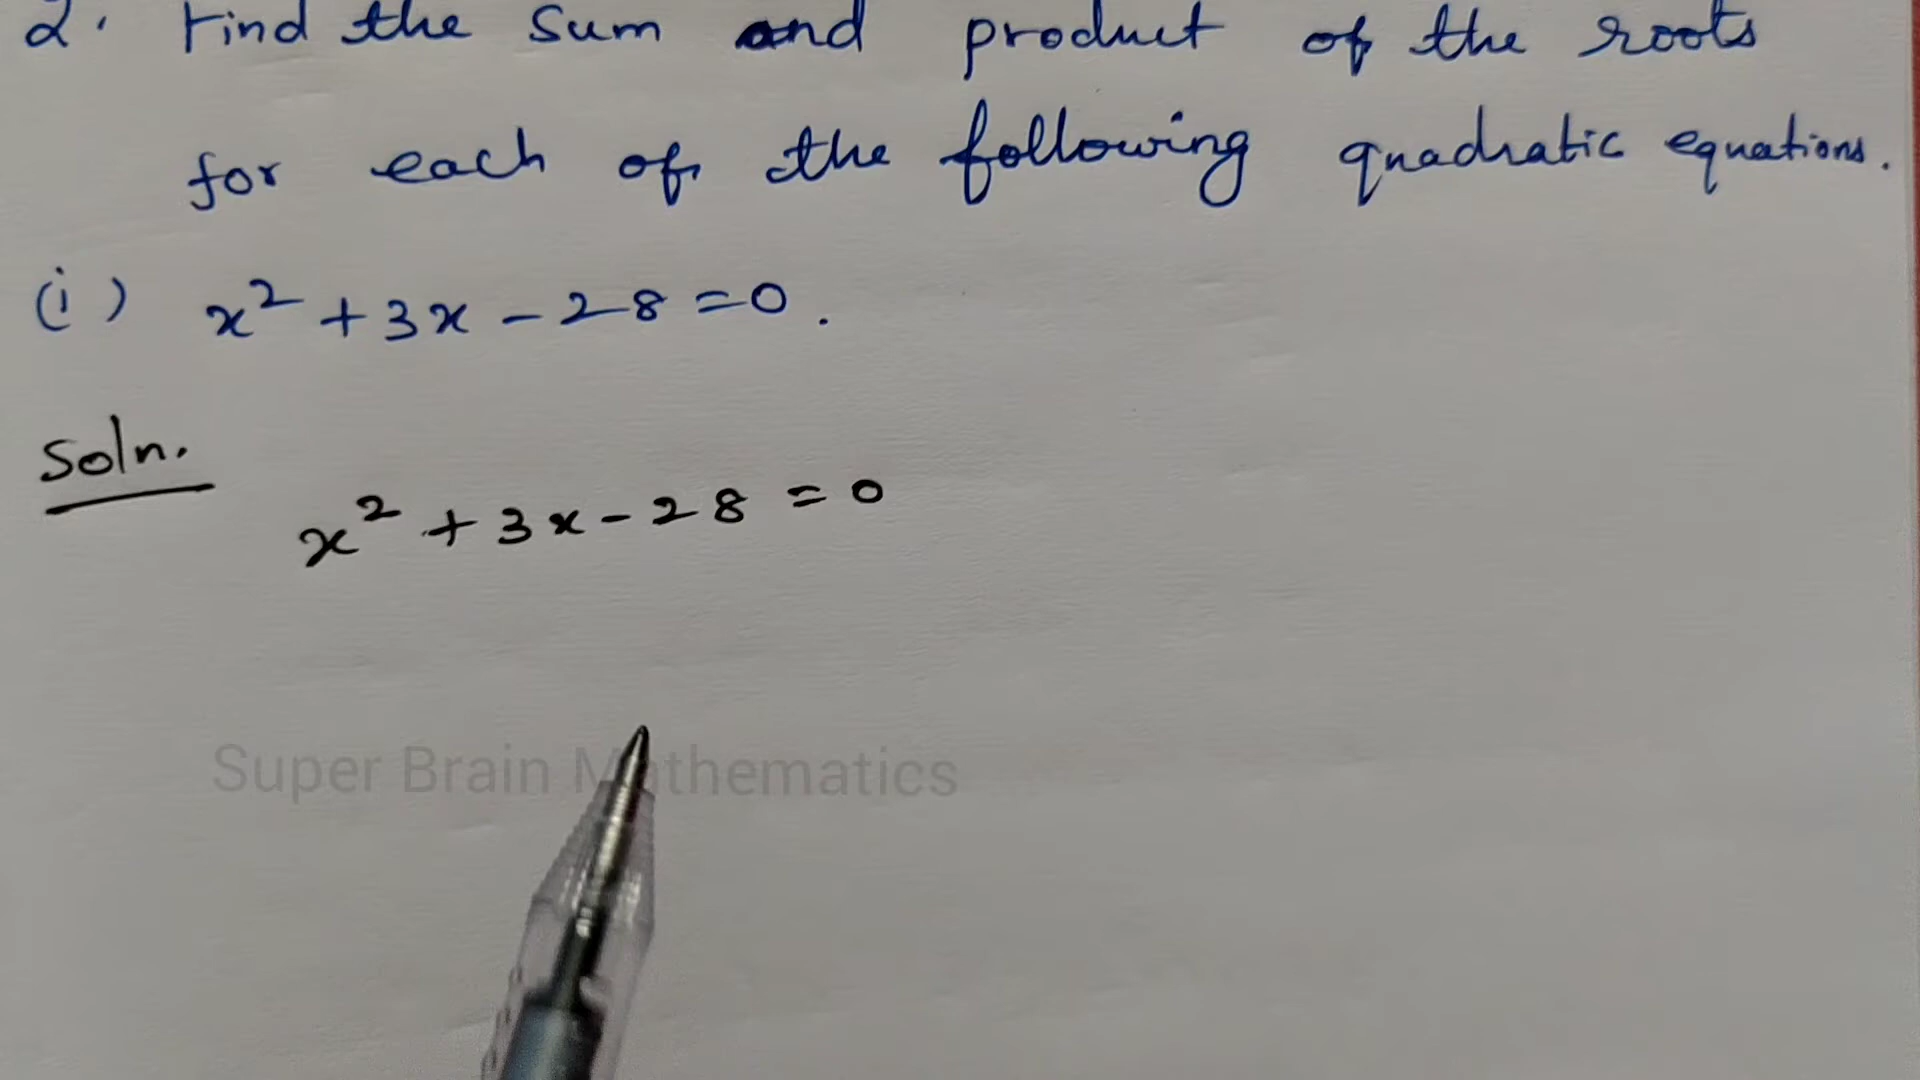 2. Find the sum and product of the roots
for each of the following quadratic equations.
(i) x² + 3x - 28 = 0.
Soln.
x² + 3x - 28 = 0
Super Brain Mathematics